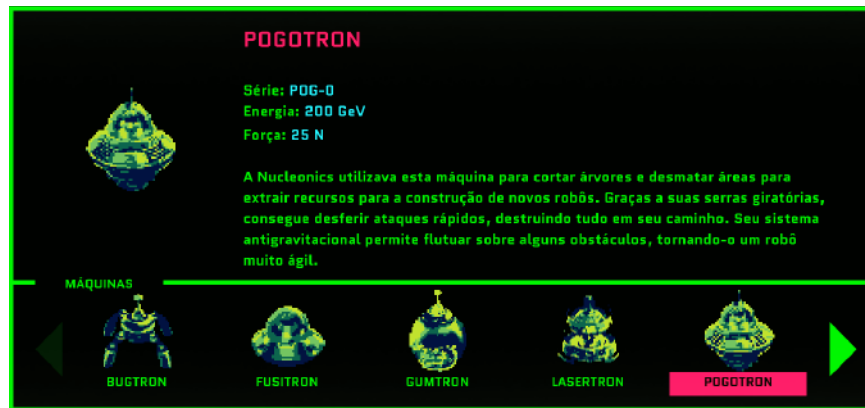 POGOTRON
Série: POG-0
Energia: 200 GeV
Força: 25 N
A Nucleonics utilizava esta máquina para cortar árvores e desmatar áreas para
extrair recursos para a construção de novos robôs. Graças a suas serras giratórias,
consegue desferir ataques rápidos, destruindo tudo em seu caminho. Seu sistema
antigravitacional permite flutuar sobre alguns obstáculos, tornando-o um robô
muito ágil.
MÁQUINAS
BUGTRON FUSITRON GUMTRON LASERTRON POGOTRON